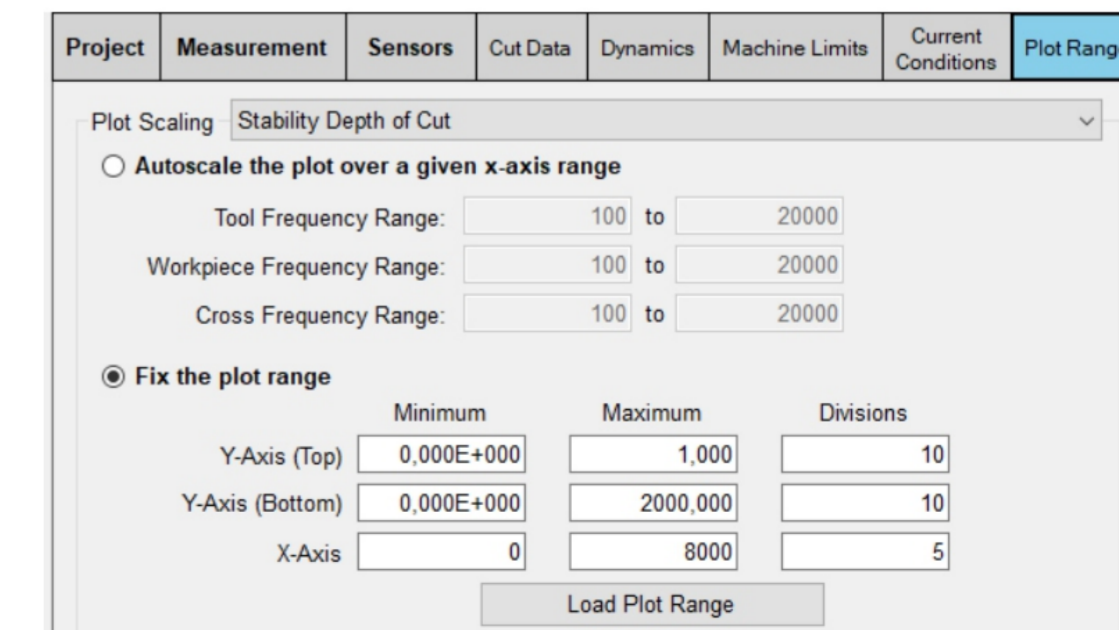 Project Measurement Sensors Cut Data Dynamics Machine Limits Current Conditions Plot Rang
Plot Scaling Stability Depth of Cut
Autoscale the plot over a given x-axis range
Tool Frequency Range: 100 to 20000
Workpiece Frequency Range: 100 to 20000
Cross Frequency Range: 100 to 20000
Fix the plot range
Minimum Maximum Divisions
Y-Axis (Top) 0,000E+000 1,000 10
Y-Axis (Bottom) 0,000E+000 2000,000 10
X-Axis 0 8000 5
Load Plot Range